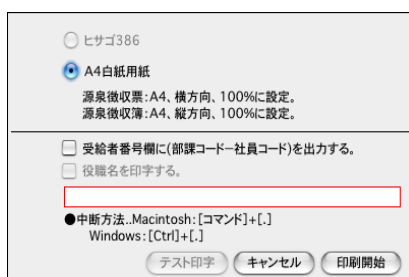 ヒサゴ386
A4白紙用紙
源泉徴収票:A4、横方向、100%に設定。
源泉徴収簿:A4、縦方向、100%に設定。
受給者番号欄に(部課コードー社員コード)を出力する。
役職名を印字する。
●中断方法..Macintosh:[コマンド]+[.]
Windows:[Ctrl]+[.]
テスト印字 キャンセル 印刷開始